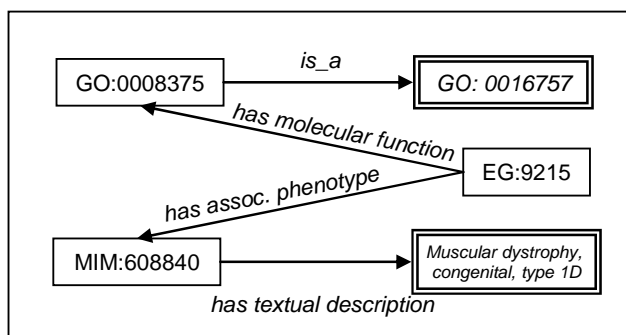 is_a
GO:0008375
GO: 0016757
has molecular function
EG:9215
has assoc. phenotype
MIM:608840
Muscular dystrophy,
congenital, type 1D
has textual description